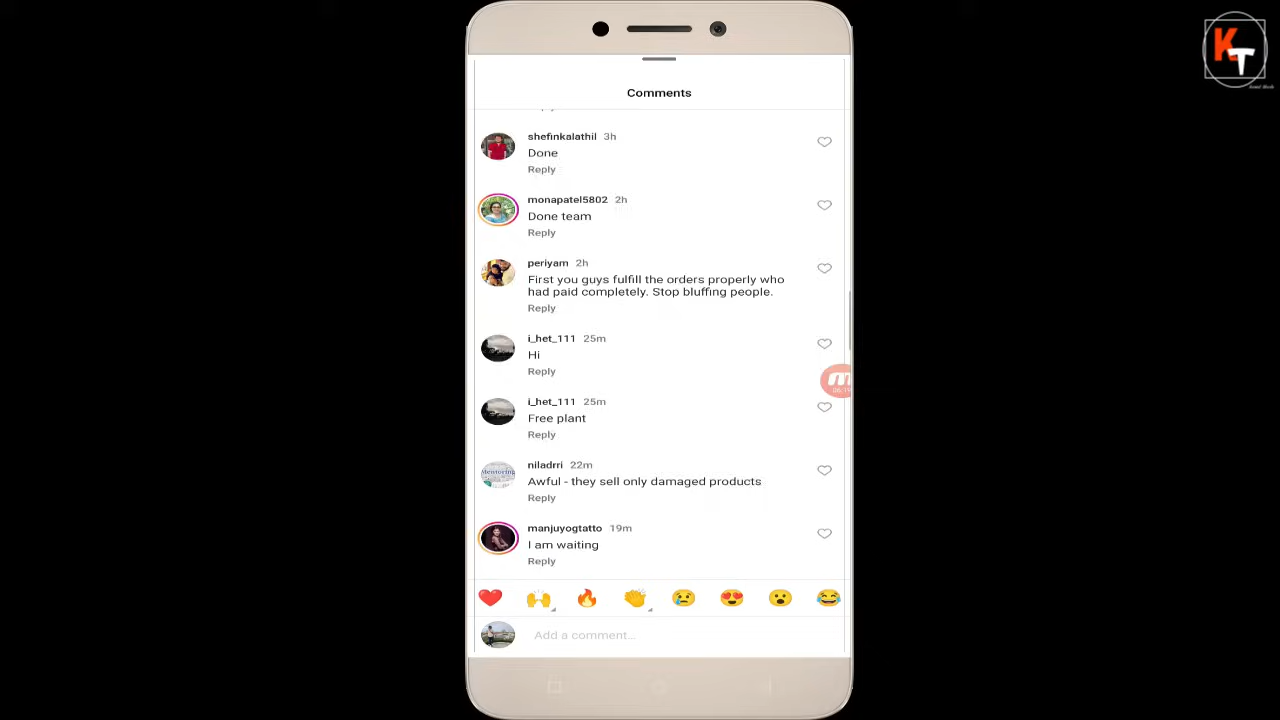 KT
Comments
shefinkalathil 3h
Done
Reply
monapatel5802 2h
Done team
Reply
periyam 2h
First you guys fulfill the orders properly who
had paid completely. Stop bluffing people.
Reply
i_het_111 25m
Hi
Reply
i_het_111 25m
Free plant
Reply
niladrri 22m
Awful - they sell only damaged products
Reply
manjuyogtatto 19m
I am waiting
Reply
Add a comment...